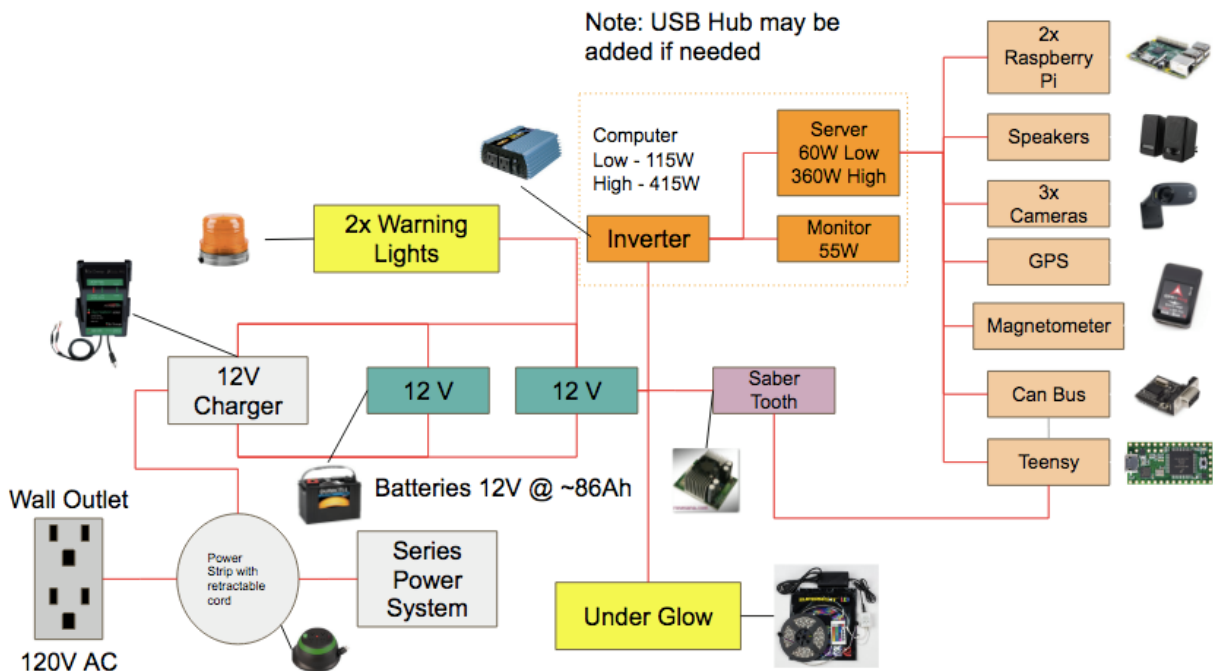 Note: USB Hub may be
added if needed
2x
Raspberry
Pi
Speakers
3x
Cameras
GPS
Magnetometer
Can Bus
Teensy
Computer
Low - 115W
High - 415W
Server
60W Low
360W High
Inverter
Monitor
55W
2x Warning
Lights
12V
Charger
12 V
12 V
Saber
Tooth
Batteries 12V @ ~86Ah
Wall Outlet
120V AC
Power
Strip with
retractable
cord
Series
Power
System
Under Glow